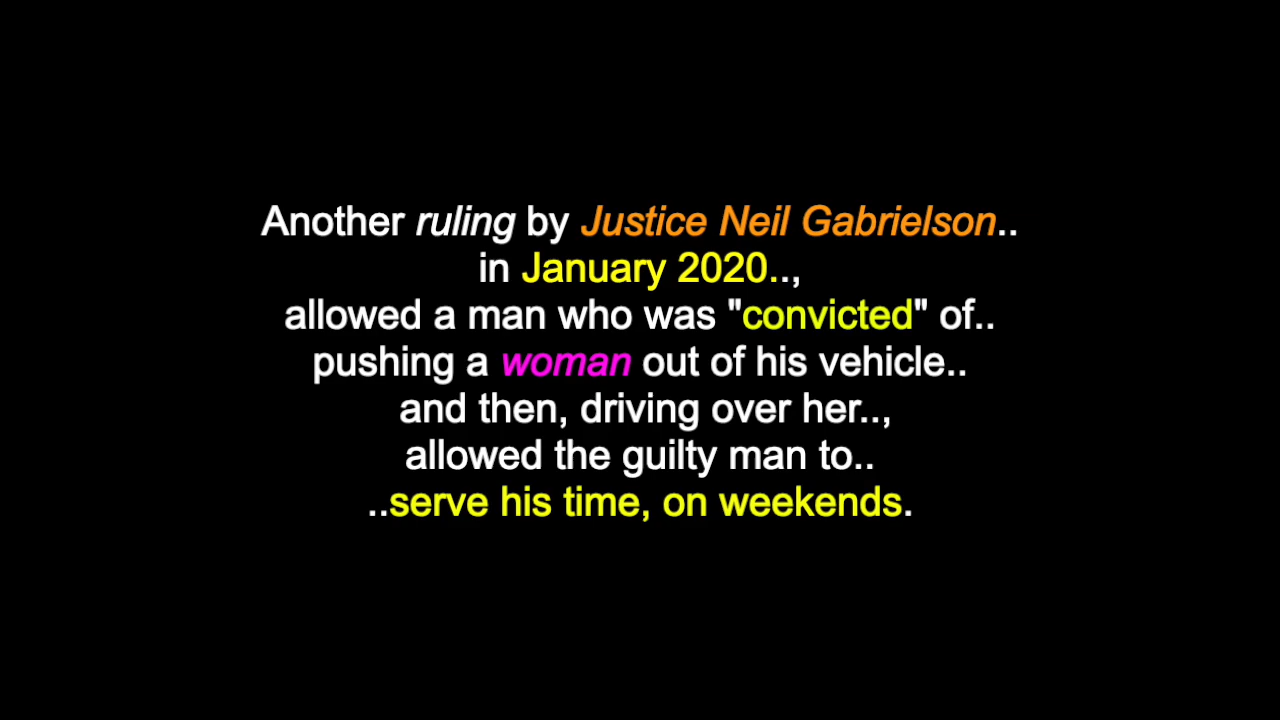 Another ruling by Justice Neil Gabrielson..
in January 2020..,
allowed a man who was "convicted" of..
pushing a woman out of his vehicle..
and then, driving over her..,
allowed the guilty man to..
..serve his time, on weekends.